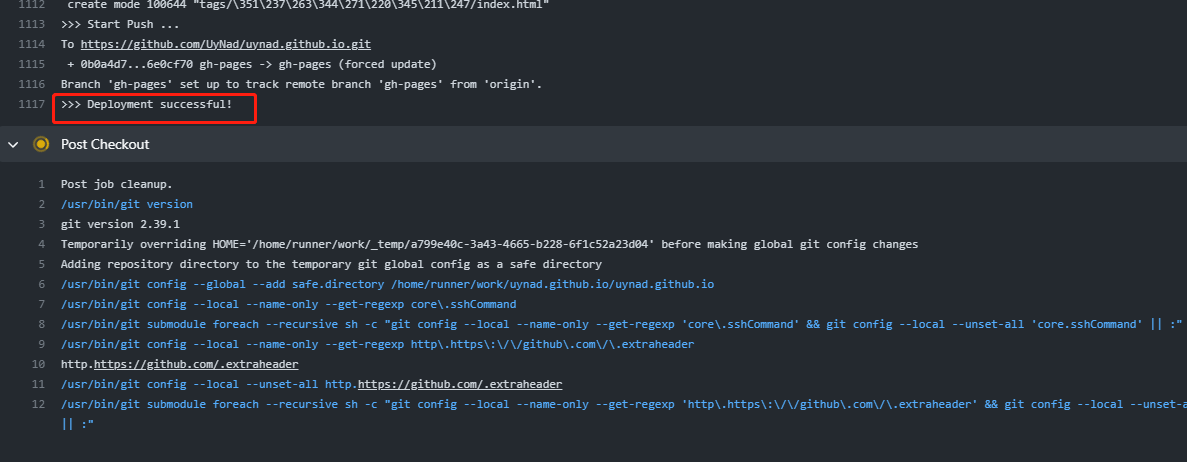 1112 create mode 100644 "tags/\351\237\263\344\271\220\345\211\247/index.html"
1113 >>> Start Push ...
1114 To https://github.com/UyNad/uynad.github.io.git
1115 + 0b0a4d7...6e0cf70 gh-pages -> gh-pages (forced update)
1116 Branch 'gh-pages' set up to track remote branch 'gh-pages' from 'origin'.
1117 >>> Deployment successful!
Post Checkout
1 Post job cleanup.
2 /usr/bin/git version
3 git version 2.39.1
4 Temporarily overriding HOME='/home/runner/work/_temp/a799e40c-3a43-4665-b228-6f1c52a23d04' before making global git config changes
5 Adding repository directory to the temporary git global config as a safe directory
6 /usr/bin/git config --global --add safe.directory /home/runner/work/uynad.github.io/uynad.github.io
7 /usr/bin/git config --local --name-only --get-regexp core\.sshCommand
8 /usr/bin/git submodule foreach --recursive sh -c "git config --local --name-only --get-regexp 'core\.sshCommand' && git config --local --unset-all 'core.sshCommand' || :"
9 /usr/bin/git config --local --name-only --get-regexp http\.https\:\/\/github\.com\/\.extraheader
10 http.https://github.com/.extraheader
11 /usr/bin/git config --local --unset-all http.https://github.com/.extraheader
12 /usr/bin/git submodule foreach --recursive sh -c "git config --local --name-only --get-regexp 'http\.https\:\/\/github\.com\/\.extraheader' && git config --local --unset-a
|| :"